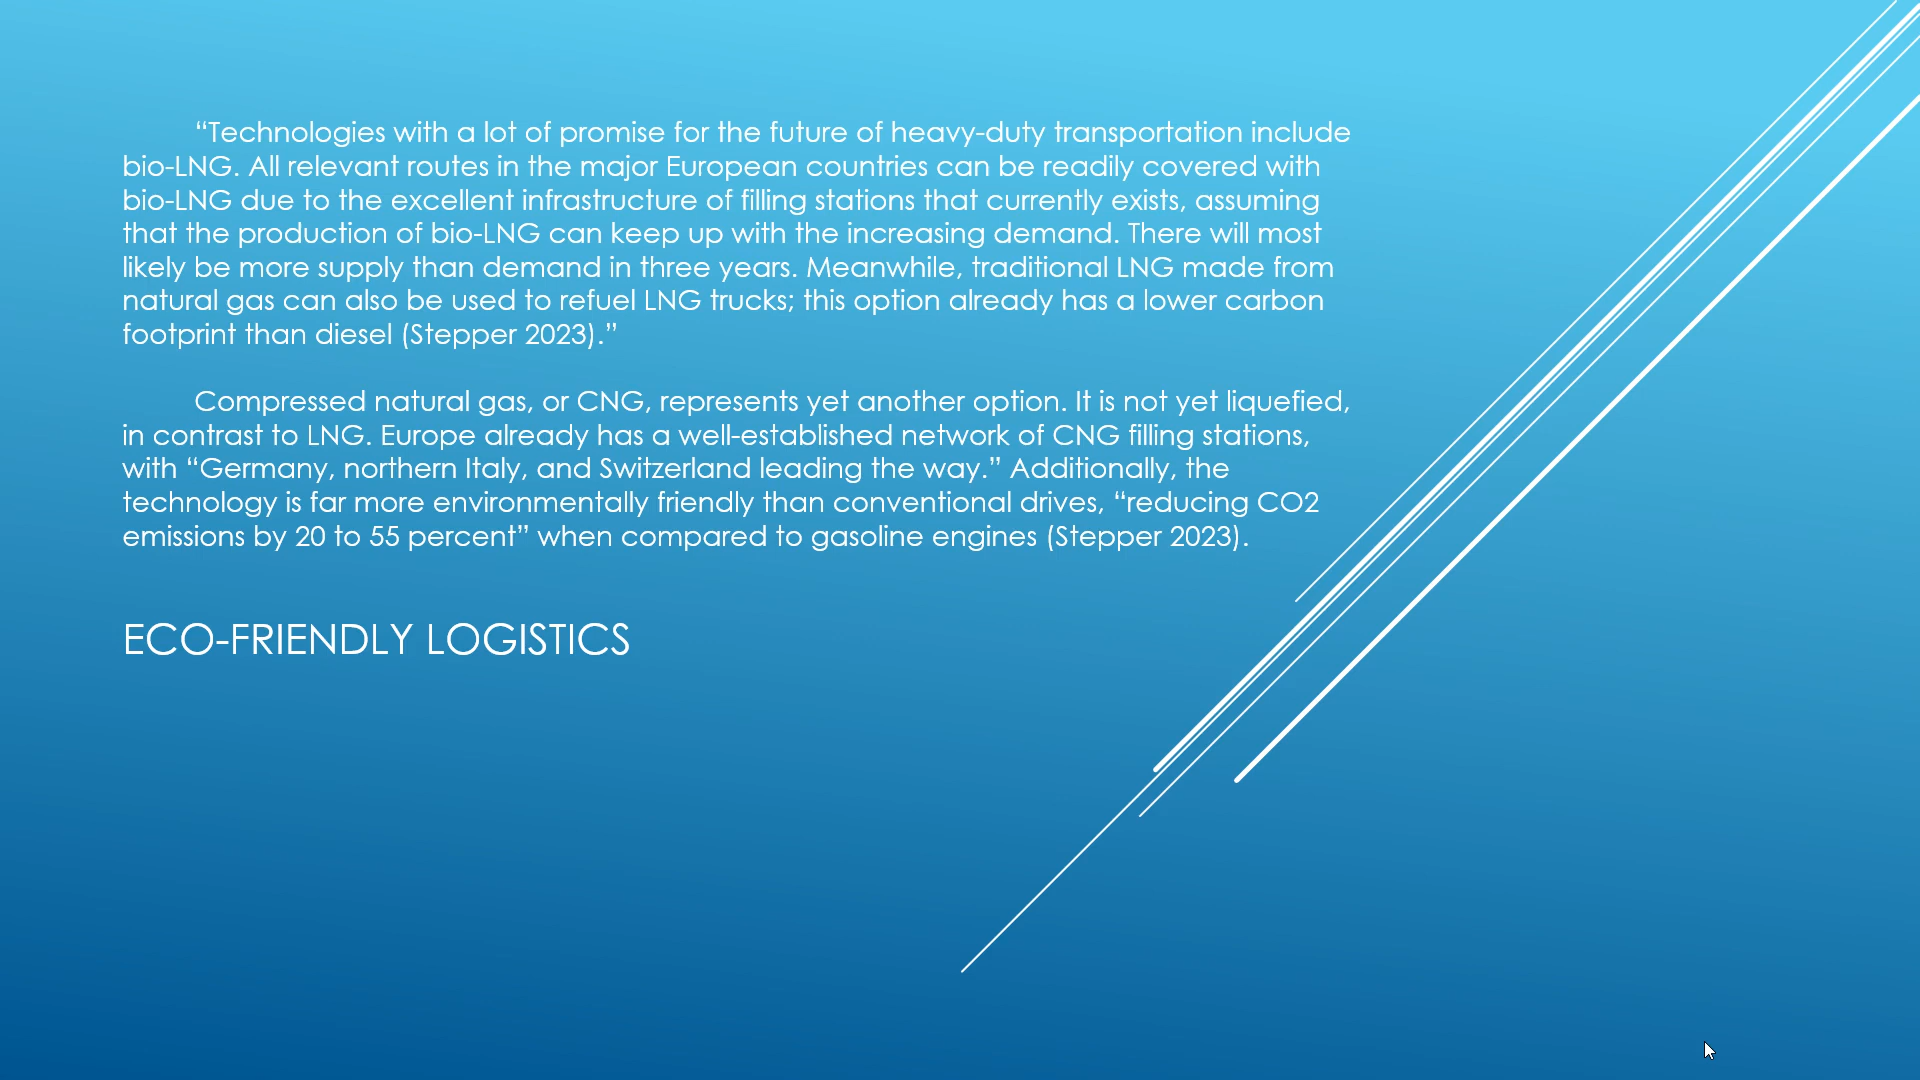 “Technologies with a lot of promise for the future of heavy-duty transportation include
bio-LNG. All relevant routes in the major European countries can be readily covered with
bio-LNG due to the excellent infrastructure of filling stations that currently exists, assuming
that the production of bio-LNG can keep up with the increasing demand. There will most
likely be more supply than demand in three years. Meanwhile, traditional LNG made from
natural gas can also be used to refuel LNG trucks; this option already has a lower carbon
footprint than diesel (Stepper 2023).”
Compressed natural gas, or CNG, represents yet another option. It is not yet liquefied,
in contrast to LNG. Europe already has a well-established network of CNG filling stations,
with “Germany, northern Italy, and Switzerland leading the way.” Additionally, the
technology is far more environmentally friendly than conventional drives, “reducing CO2
emissions by 20 to 55 percent” when compared to gasoline engines (Stepper 2023).
ECO-FRIENDLY LOGISTICS